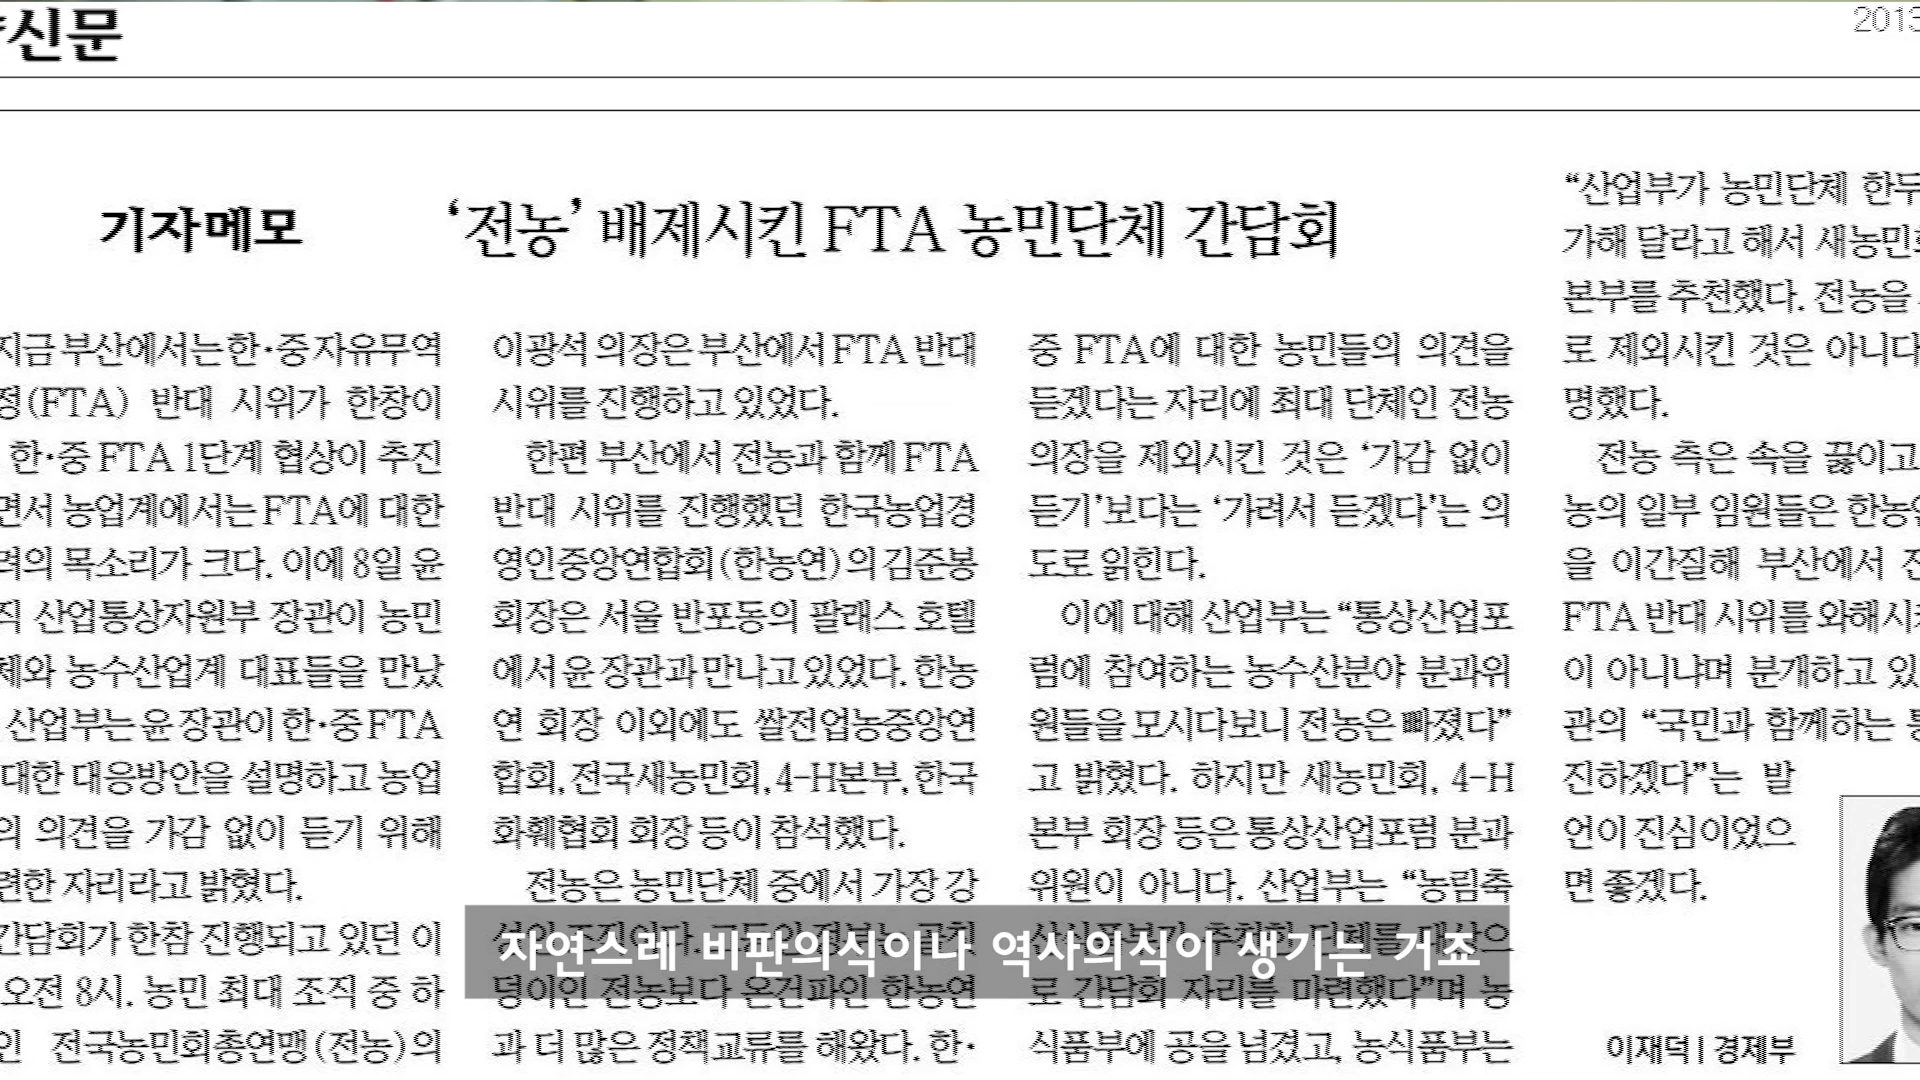 신문
2013
기자메모
‘전농’ 배제시킨 FTA 농민단체 간담회
지금 부산에서는 한·중 자유무역
정(FTA) 반대 시위가 한창이
한·중 FTA 1단계 협상이 추진
면서 농업계에서는 FTA에 대한
려의 목소리가 크다. 이에 8일 윤
직 산업통상자원부 장관이 농민
체와 농수산업계 대표들을 만났
산업부는 윤 장관이 한·중 FTA
대한 대응방안을 설명하고 농업
의 의견을 가감 없이 듣기 위해
련한 자리라고 밝혔다.
간담회가 한참 진행되고 있던 이
오전 8시. 농민 최대 조직 중 하
인 전국농민회총연맹(전농)의
이광석 의장은 부산에서 FTA 반대
시위를 진행하고 있었다.
한편 부산에서 전농과 함께 FTA
반대 시위를 진행했던 한국농업경
영인중앙연합회(한농연)의 김준봉
회장은 서울 반포동의 팔래스 호텔
에서 윤 장관과 만나고 있었다. 한농
연 회장 이외에도 쌀전업농중앙연
합회, 전국새농민회, 4-H본부, 한국
화훼협회 회장 등이 참석했다.
전농은 농민단체 중에서 가장 강
덩이인 전농보다 온건파인 한농연
과 더 많은 정책교류를 해왔다. 한·
중 FTA에 대한 농민들의 의견을
듣겠다는 자리에 최대 단체인 전농
의장을 제외시킨 것은 ‘가감 없이
듣기’보다는 ‘가려서 듣겠다’는 의
도로 읽힌다.
이에 대해 산업부는 “통상산업포
럼에 참여하는 농수산분야 분과위
원들을 모시다보니 전농은 빠졌다”
고 밝혔다. 하지만 새농민회, 4-H
본부 회장 등은 통상산업포럼 분과
위원이 아니다. 산업부는 “농림축
로 간담회 자리를 마련했다”며 농
식품부에 공을 넘겼고, 농식품부는
“산업부가 농민단체 한두
가해 달라고 해서 새농민
본부를 추천했다. 전농을
로 제외시킨 것은 아니다
명했다.
전농 측은 속을 끓이고
농의 일부 임원들은 한농
을 이간질해 부산에서
FTA 반대 시위를 와해시
이 아니냐며 분개하고 있
관의 “국민과 함께하는
진하겠다”는 발
언이 진심이었으
면 좋겠다.
이재덕 | 경제부
자연스레 비판의식이나 역사의식이 생기는 거죠